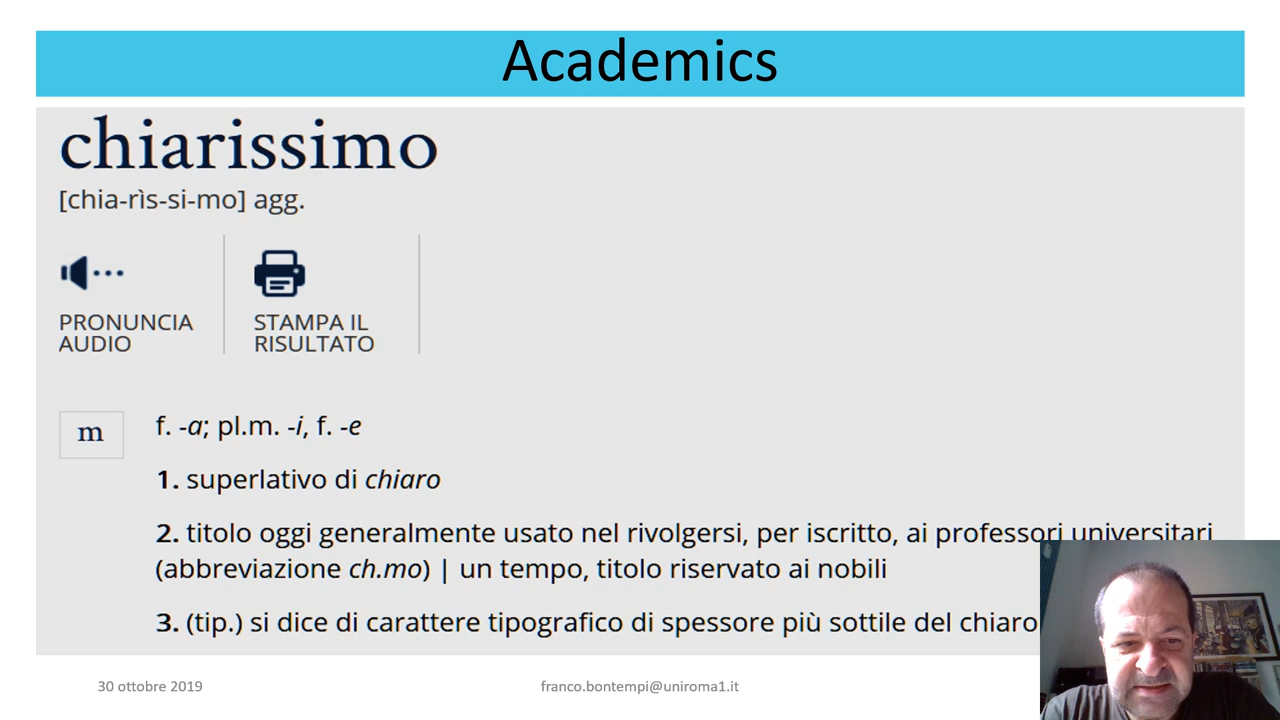 Academics
chiarissimo
[chia-rìs-si-mo] agg.
PRONUNCIA
AUDIO
STAMPA IL
RISULTATO
m
f. -a; pl.m. -i, f. -e
1. superlativo di chiaro
2. titolo oggi generalmente usato nel rivolgersi, per iscritto, ai professori universitari
(abbreviazione ch.mo) | un tempo, titolo riservato ai nobili
3. (tip.) si dice di carattere tipografico di spessore più sottile del chiaro
30 ottobre 2019
franco.bontempi@uniroma1.it